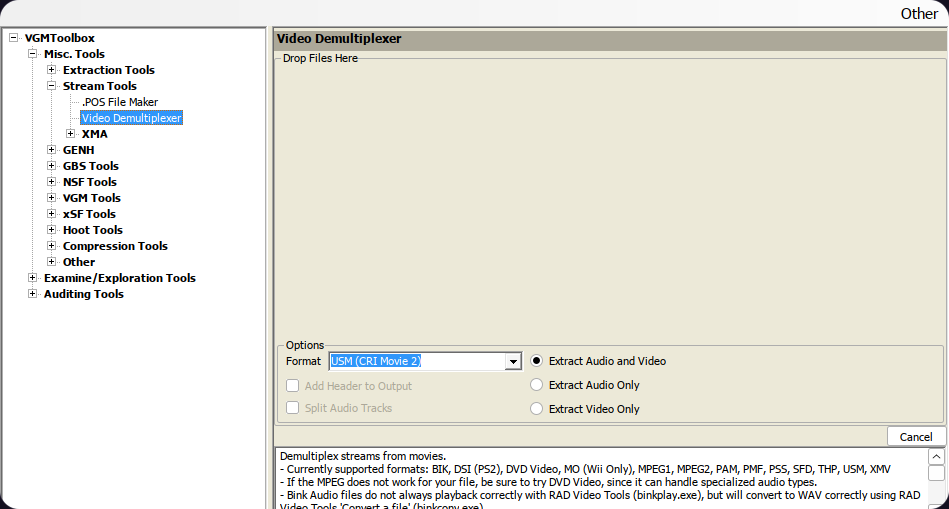 Other
VGMToolbox
Misc. Tools
Extraction Tools
Stream Tools
.POS File Maker
Video Demultiplexer
XMA
GENH
GBS Tools
NSF Tools
VGM Tools
xSF Tools
Hoot Tools
Compression Tools
Other
Examine/Exploration Tools
Auditing Tools
Video Demultiplexer
Drop Files Here
Options
Format USM (CRI Movie 2) Extract Audio and Video
Add Header to Output Extract Audio Only
Split Audio Tracks Extract Video Only
Cancel
Demultiplex streams from movies.
- Currently supported formats: BIK, DSI (PS2), DVD Video, MO (Wii Only), MPEG1, MPEG2, PAM, PMF, PSS, SFD, THP, USM, XMV
- If the MPEG does not work for your file, be sure to try DVD Video, since it can handle specialized audio types.
- Bink Audio files do not always playback correctly with RAD Video Tools (binkplay.exe), but will convert to WAV correctly using RAD
Video Tools 'Convert a file' (binkconv.exe)